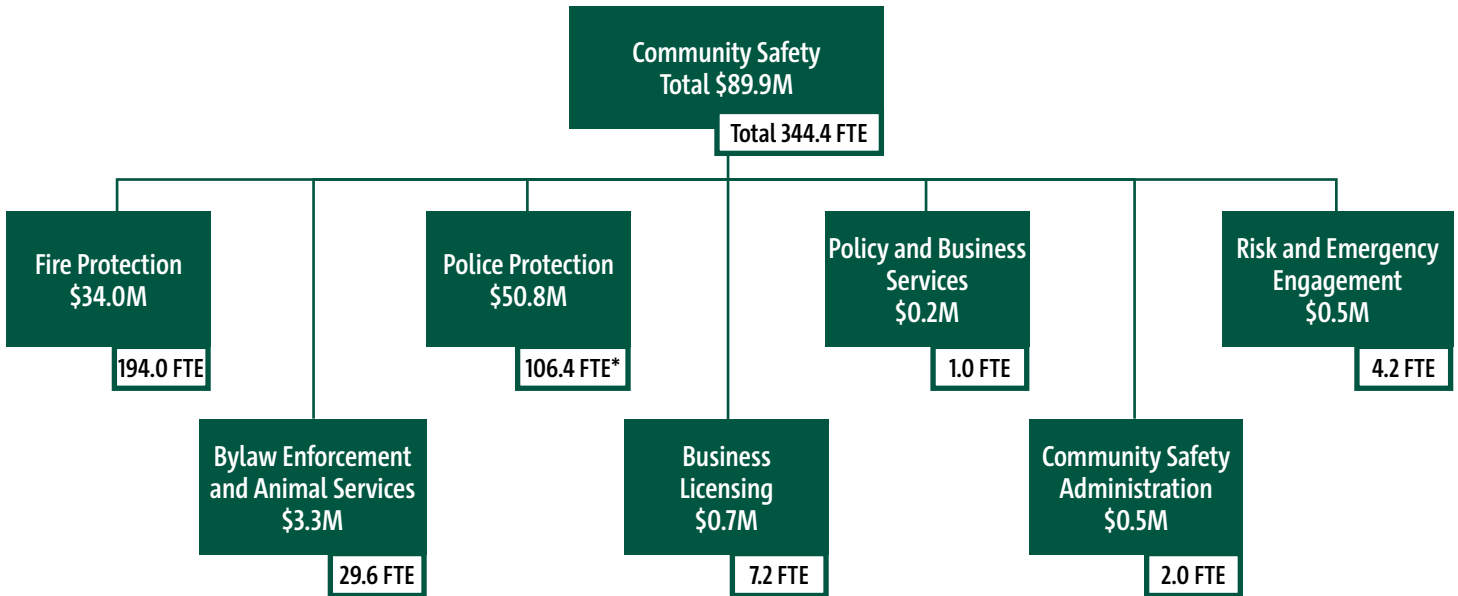 Community Safety
Total $89.9M
Total 344.4 FTE
Fire Protection
$34.0M
194.0 FTE
Police Protection
$50.8M
106.4 FTE*
Policy and Business
Services
$0.2M
1.0 FTE
Risk and Emergency
Engagement
$0.5M
4.2 FTE
Bylaw Enforcement
and Animal Services
$3.3M
29.6 FTE
Business
Licensing
$0.7M
7.2 FTE
Community Safety
Administration
$0.5M
2.0 FTE